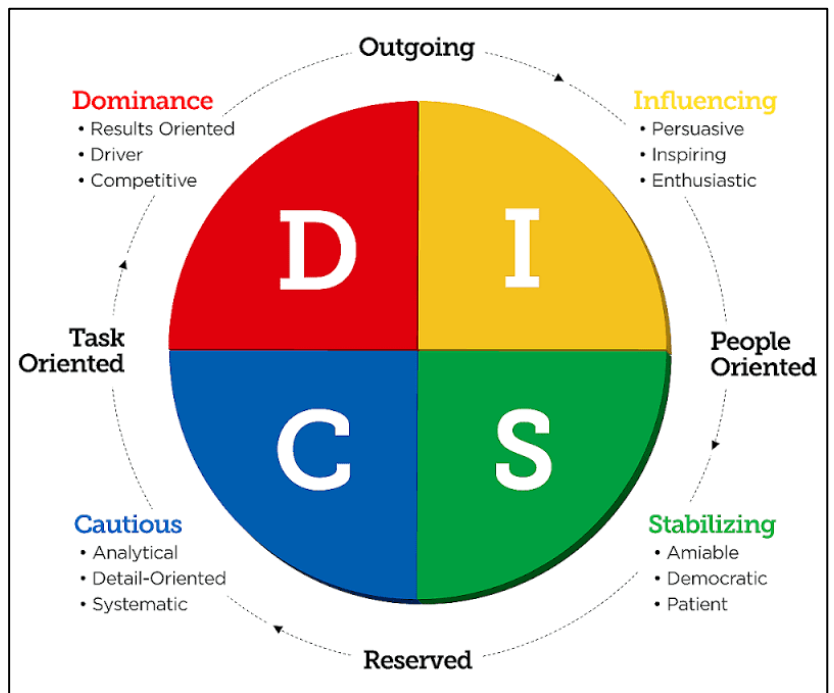 Outgoing
Dominance
• Results Oriented
• Driver
• Competitive
Influencing
• Persuasive
• Inspiring
• Enthusiastic
D
I
Task
Oriented
People
Oriented
C
S
Cautious
• Analytical
• Detail-Oriented
• Systematic
Stabilizing
• Amiable
• Democratic
• Patient
Reserved